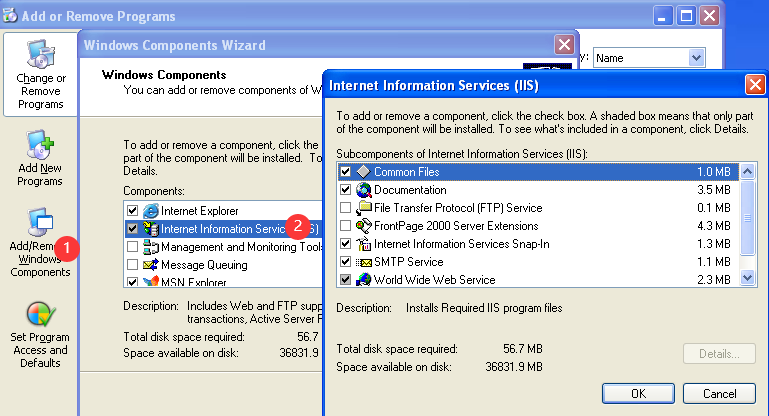 Add or Remove Programs
Change or
Remove
Programs
Add New
Programs
Add/Remo
Windows
Components
1
Set Program
Access and
Defaults
Windows Components Wizard
Windows Components
You can add or remove components of W
To add or remove a component, click the
part of the component will be installed. To
Details.
Components:
Internet Explorer
Internet Information Servic
2
S)
Management and Monitoring Tools
Message Queuing
MSN Explorer
Description: Includes Web and FTP supp
transactions, Active Server F
Total disk space required: 56.7
Space available on disk: 36831.9
y:
Name
Internet Information Services (IIS)
To add or remove a component, click the check box. A shaded box means that only part
of the component will be installed. To see what's included in a component, click Details.
Subcomponents of Internet Information Services (IIS):
Common Files 1.0 MB
Documentation 3.5 MB
File Transfer Protocol (FTP) Service 0.1 MB
FrontPage 2000 Server Extensions 4.3 MB
Internet Information Services Snap-In 1.3 MB
SMTP Service 1.1 MB
World Wide Web Service 2.3 MB
Description: Installs Required IIS program files
Total disk space required: 56.7 MB
Space available on disk: 36831.9 MB
Details...
OK
Cancel